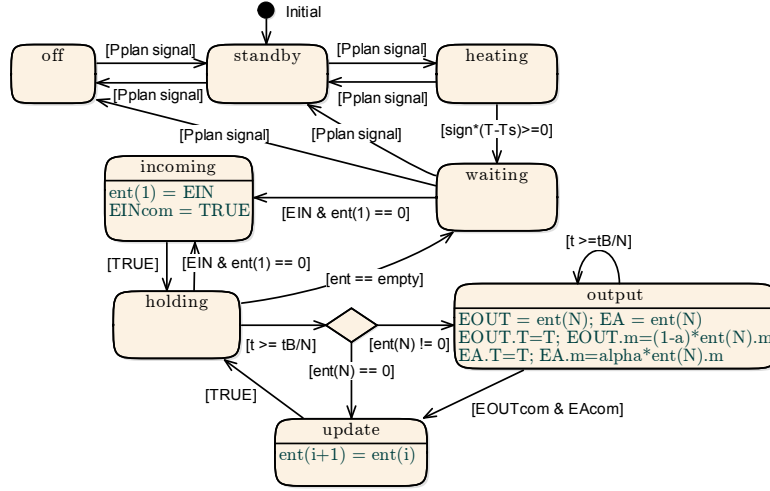 Initial
[Pplan signal]
[Pplan signal]
off
standby
heating
[Pplan signal]
[Pplan signal]
[Pplan signal]
[Pplan signal]
[sign*(T-Ts)>=0]
incoming
ent(1) = EIN
EINcom = TRUE
waiting
[EIN & ent(1) == 0]
[TRUE]
[EIN & ent(1) == 0]
[ent == empty]
[t >=tB/N]
holding
output
EOUT = ent(N); EA = ent(N)
EOUT.T=T; EOUT.m=(1-a)*ent(N).m
EA.T=T; EA.m=alpha*ent(N).m
[t >= tB/N]
[ent(N) != 0]
[ent(N) == 0]
[TRUE]
[EOUTcom & EAcom]
update
ent(i+1) = ent(i)